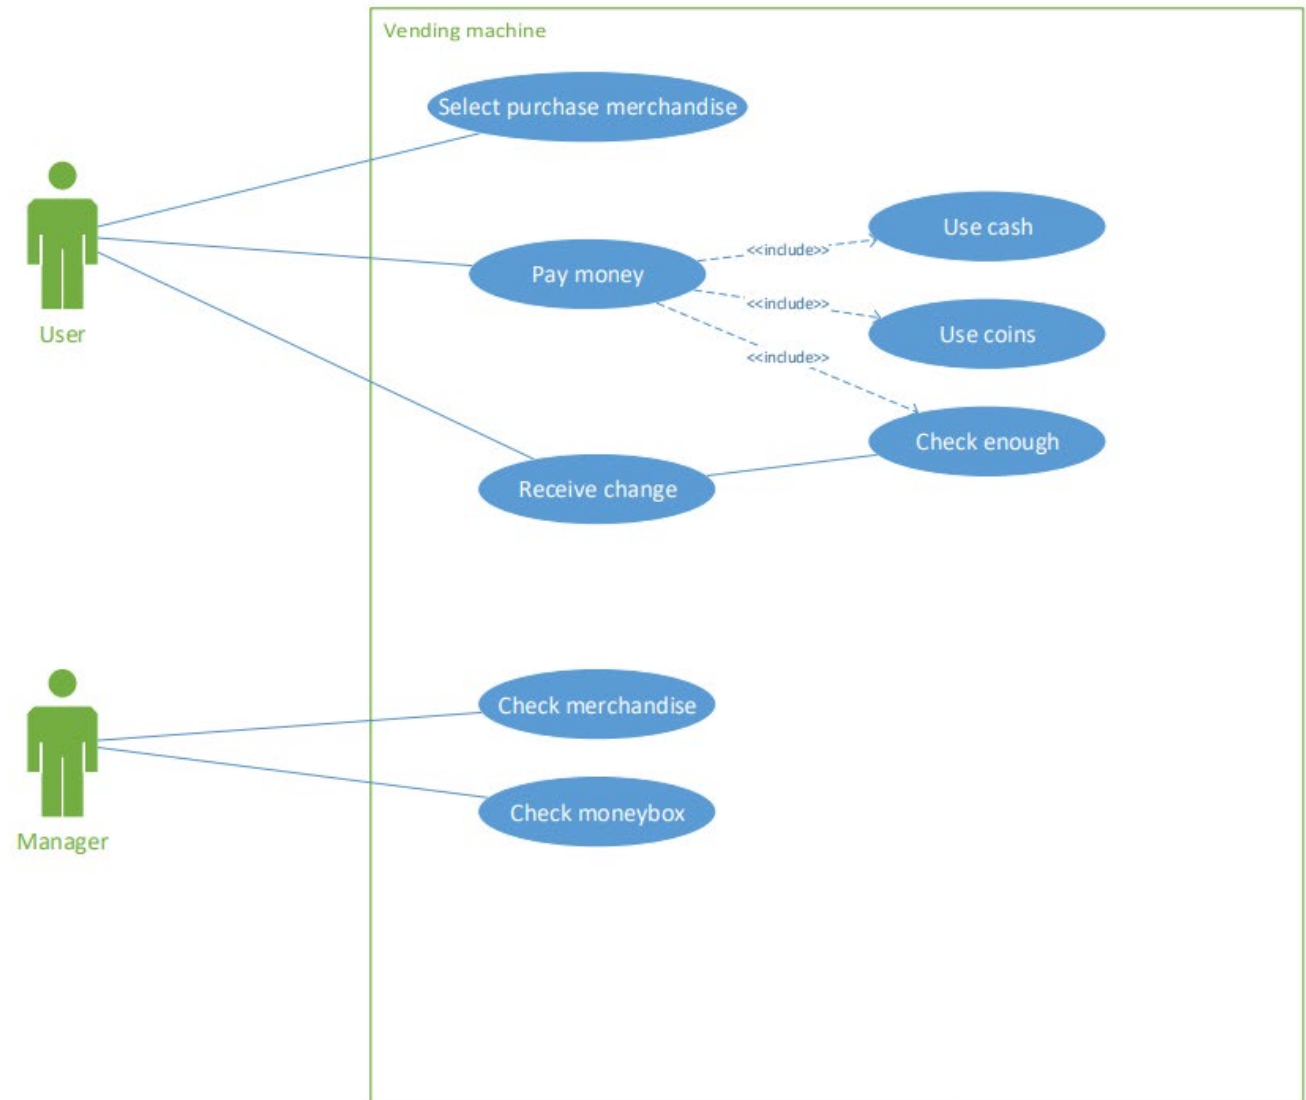 Vending machine
Select purchase merchandise
Use cash
<<include>>
Pay money
<<include>>
Use coins
User
<<include>>
Check enough
Receive change
Check merchandise
Check moneybox
Manager